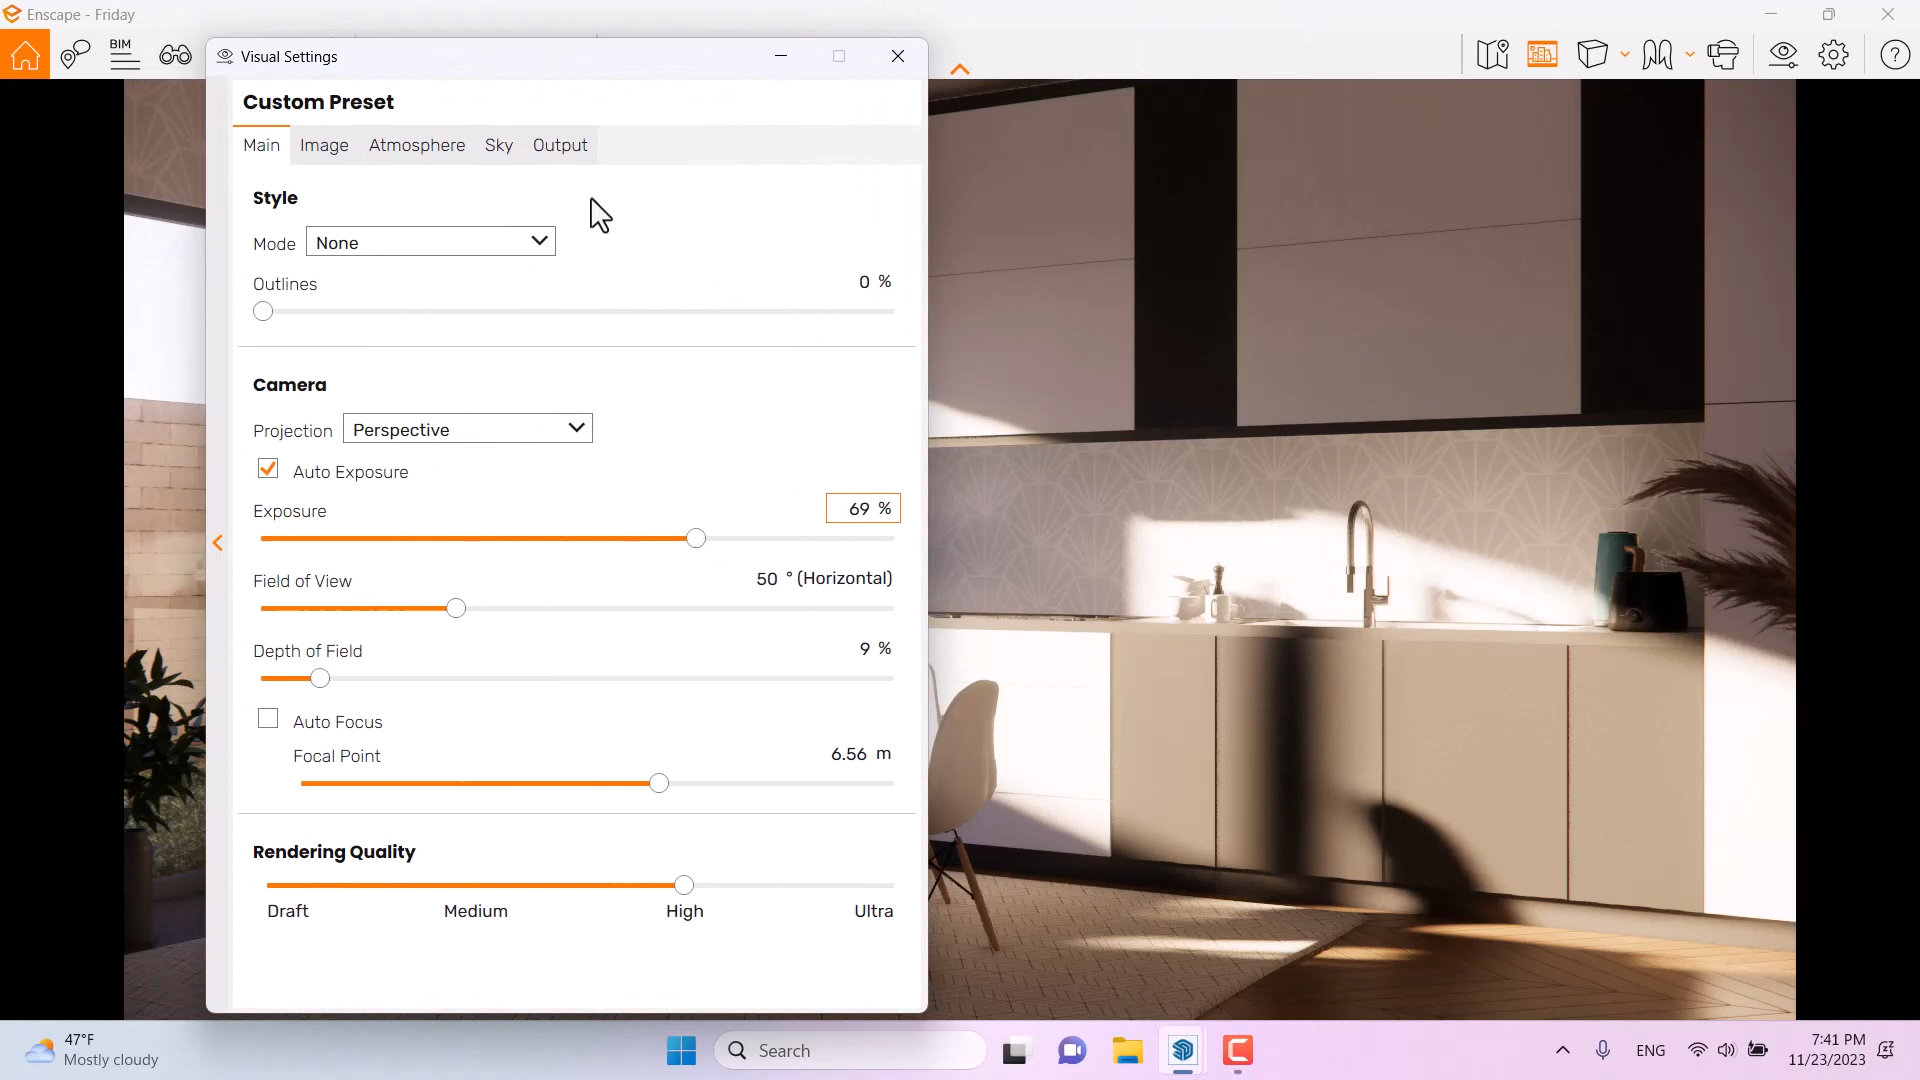 Enscape - Friday
BIM
Visual Settings
Custom Preset
Main Image Atmosphere Sky Output
Style
Mode None
Outlines 0 %
Camera
Projection Perspective
Auto Exposure
Exposure 69 %
Field of View 50 ° (Horizontal)
Depth of Field 9 %
Auto Focus
Focal Point 6.56 m
Rendering Quality
Draft Medium High Ultra
47°F
Mostly cloudy
Search
ENG
7:41 PM
11/23/2023